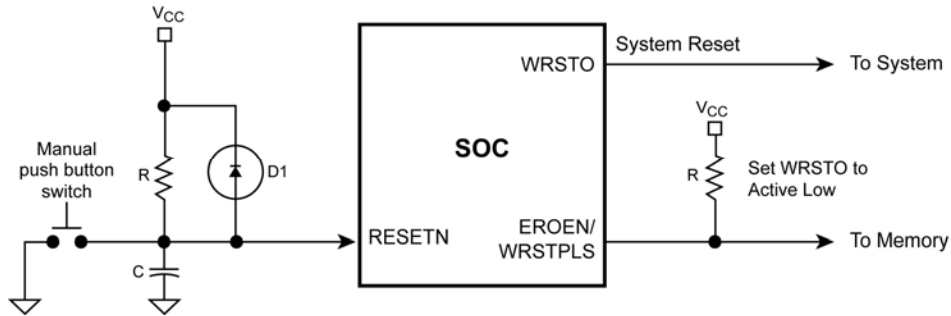 VCC
Manual
push button
switch
R
D1
C
SOC
RESETN
WRSTO
EROEN/
WRSTPLS
System Reset
To System
VCC
R
Set WRSTO to
Active Low
To Memory